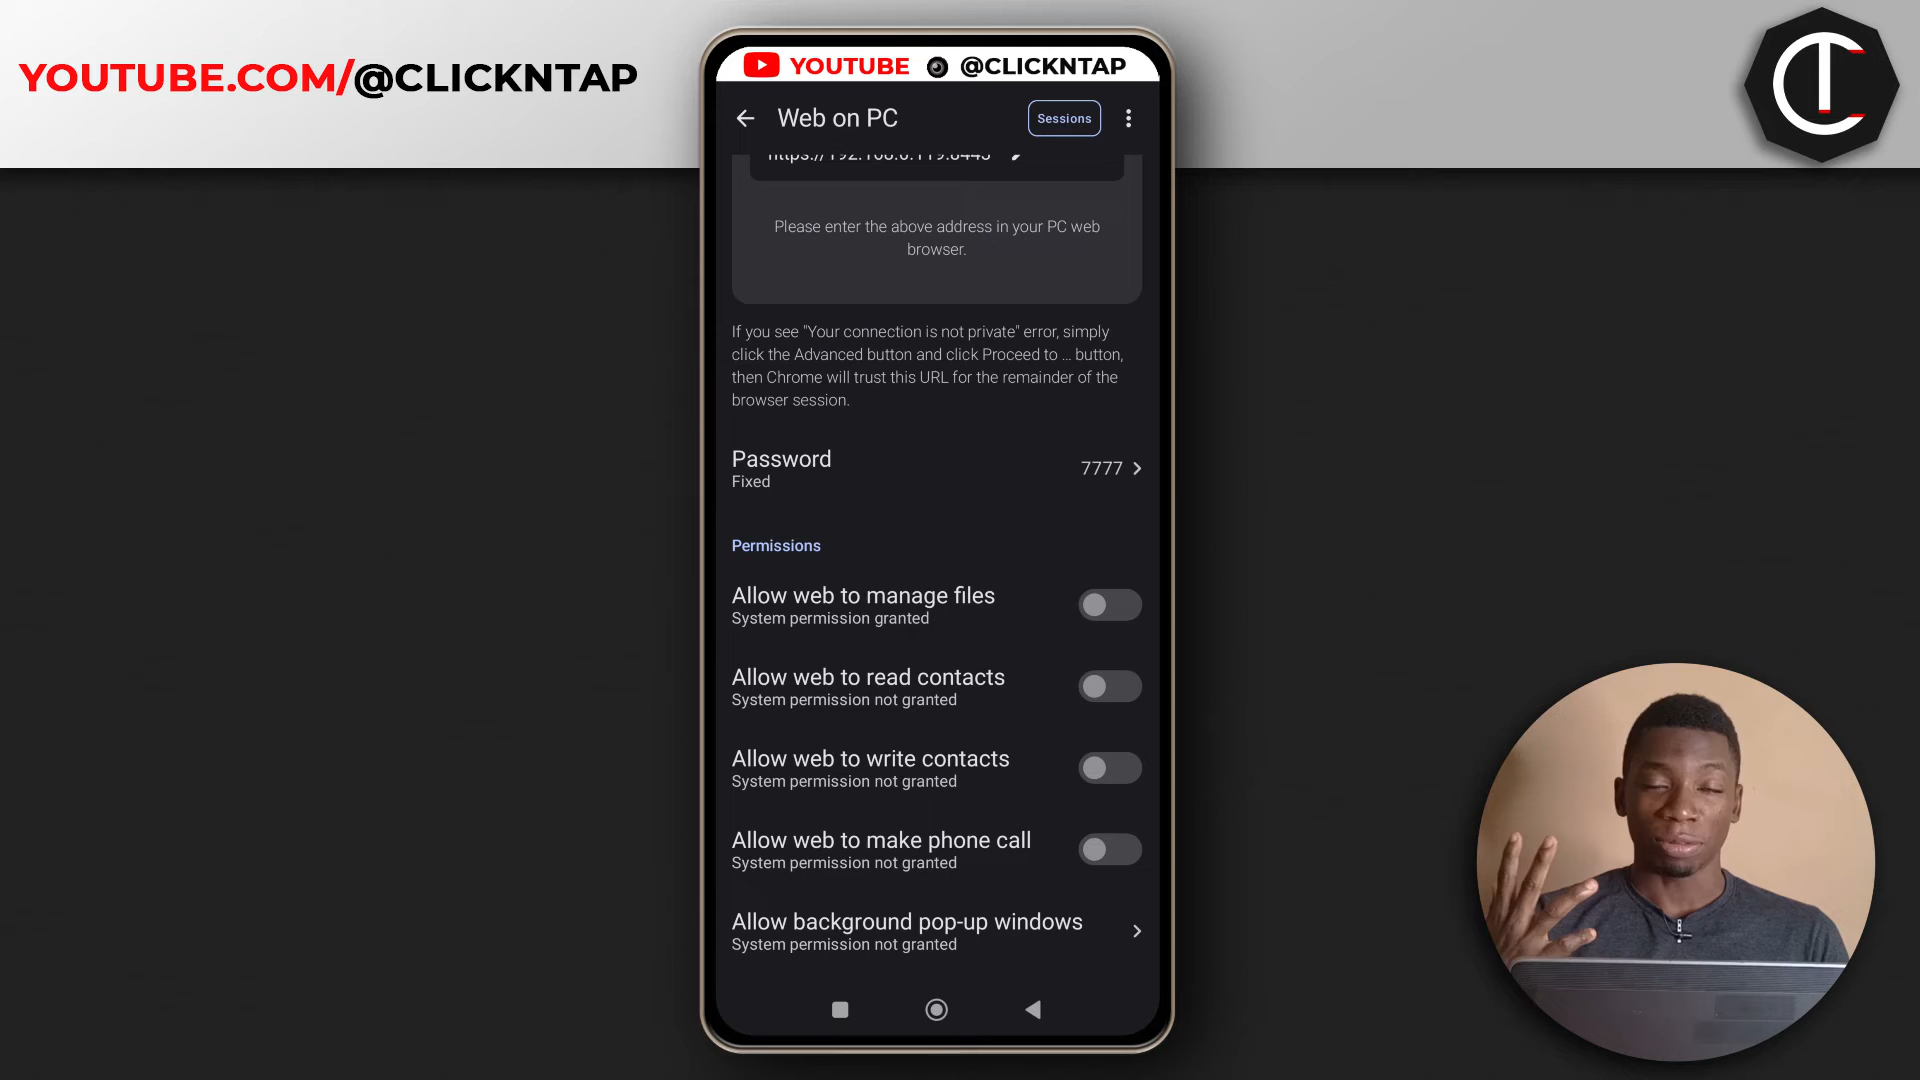 YOUTUBE.COM/@CLICKNTAP
YOUTUBE @CLICKNTAP
Web on PC
Sessions
Please enter the above address in your PC web
browser.
If you see "Your connection is not private" error, simply
click the Advanced button and click Proceed to ... button,
then Chrome will trust this URL for the remainder of the
browser session.
Password
7777
Fixed
Permissions
Allow web to manage files
System permission granted
Allow web to read contacts
System permission not granted
Allow web to write contacts
System permission not granted
Allow web to make phone call
System permission not granted
Allow background pop-up windows
System permission not granted